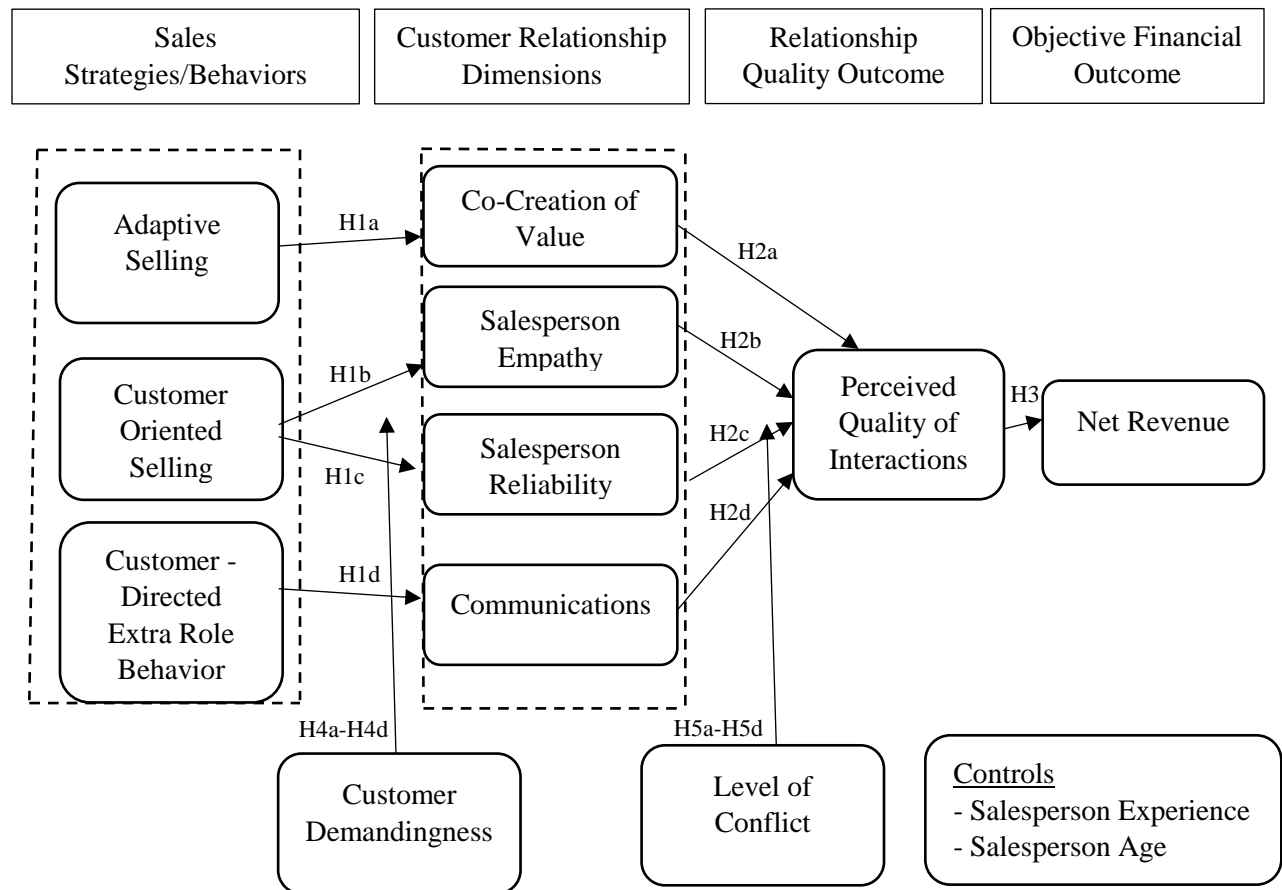 Sales
Strategies/Behaviors
Customer Relationship
Dimensions
Relationship
Quality Outcome
Objective Financial
Outcome
Adaptive
Selling
H1a
Co-Creation of
Value
H2a
Customer
Oriented
Selling
H1b
H1c
Salesperson
Empathy
H2b
Salesperson
Reliability
H2c
Perceived
Quality of
Interactions
H3
Net Revenue
Customer -
Directed
Extra Role
Behavior
H1d
Communications
H2d
H4a-H4d
Customer
Demandingness
H5a-H5d
Level of
Conflict
Controls
- Salesperson Experience
- Salesperson Age